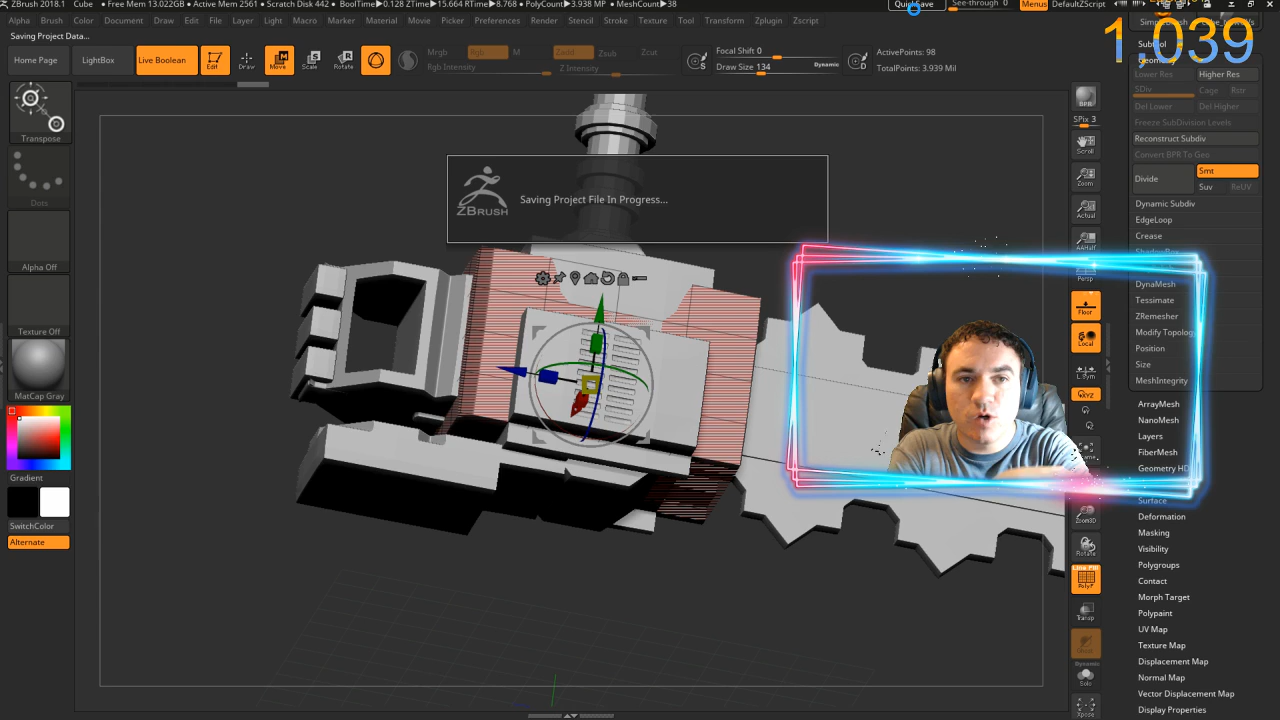 ZBrush 2018.1 Cube • Free Mem 13.022GB • Active Mem 2561 • Scratch Disk 442 • BoolTime▶0.128 ZTime▶15.664 RTime▶8.768 • PolyCount▶3.938 MP • MeshCount▶38
QuickSave See-through 0 Menus DefaultZScript
Alpha Brush Color Document Draw Edit File Layer Light Macro Marker Material Movie Picker Preferences Render Stencil Stroke Texture Tool Transform Zplugin Zscript
Saving Project Data...
1,039
Home Page LightBox Live Boolean Edit Draw Move Scale Rotate
Mrgb Rgb M
Rgb Intensity
Zadd Zsub Zcut
Z Intensity
Focal Shift 0
Draw Size 134 Dynamic
ActivePoints: 98
TotalPoints: 3.939 Mil
Transpose
Dots
Alpha Off
Texture Off
MatCap Gray
Gradient
SwitchColor
Alternate
ZBRUSH
Saving Project File In Progress...
BPR
SPix 3
Scroll
Zoom
Actual
AAHalf
Persp
Floor
Local
L.Sym
XYZ
Zoom3D
Rotate
Line Fill
PolyF
Transp
Dynamic
Solo
Xpose
Subtool
Lower Res Higher Res
SDiv Cage Rstr
Del Lower Del Higher
Freeze SubDivision Levels
Reconstruct Subdiv
Convert BPR To Geo
Divide Smt
Suv ReUV
Dynamic Subdiv
EdgeLoop
Crease
DynaMesh
Tessimate
ZRemesher
Modify Topology
Position
Size
MeshIntegrity
ArrayMesh
NanoMesh
Layers
FiberMesh
Geometry HD
Surface
Deformation
Masking
Visibility
Polygroups
Contact
Morph Target
Polypaint
UV Map
Texture Map
Displacement Map
Normal Map
Vector Displacement Map
Display Properties